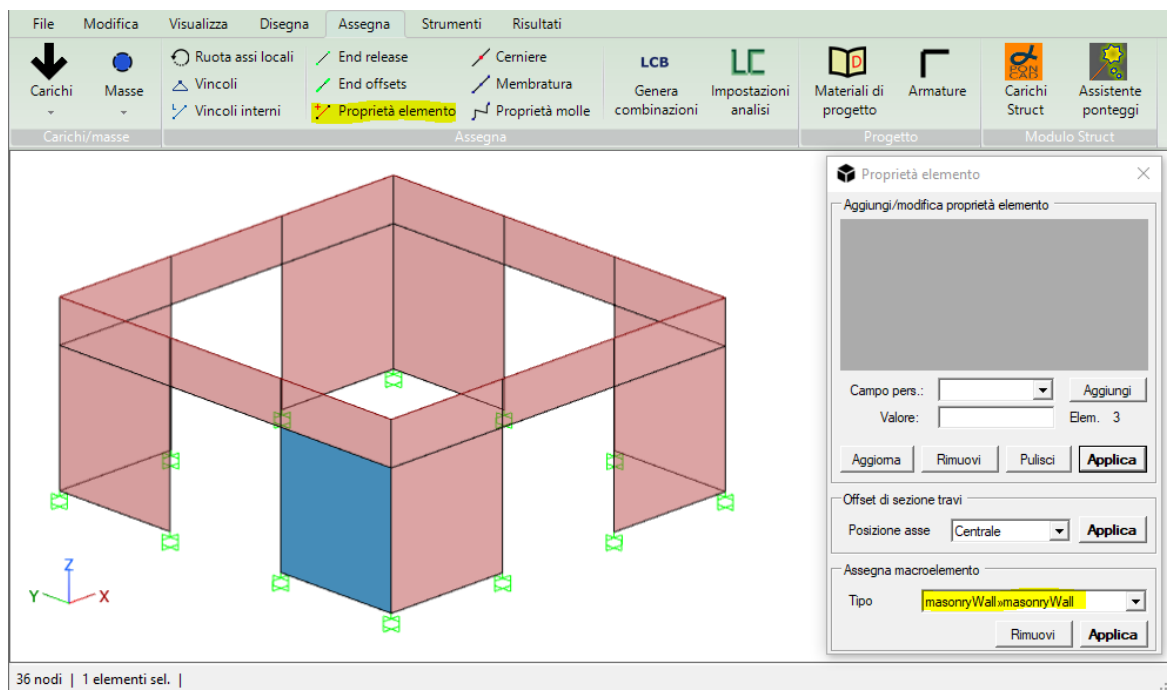 File Modifica Visualizza Disegna Assegna Strumenti Risultati
Carichi
Masse
Carichi/masse
Ruota assi locali
Vincoli
Vincoli interni
End release
End offsets
Proprietà elemento
Cerniere
Membratura
Proprietà molle
LCB
Genera
combinazioni
LC
Impostazioni
analisi
Assegna
D
Materiali di
progetto
Armature
Progetto
α
PON
CAD
Carichi
Struct
Assistente
ponteggi
Modulo Struct
Z
Y
X
Proprietà elemento
Aggiungi/modifica proprietà elemento
Campo pers.: Aggiungi
Valore: Elem. 3
Aggiorna Rimuovi Pulisci Applica
Offset di sezione travi
Posizione asse Centrale Applica
Assegna macroelemento
Tipo masonryWall»masonryWall
Rimuovi Applica
36 nodi | 1 elementi sel. |